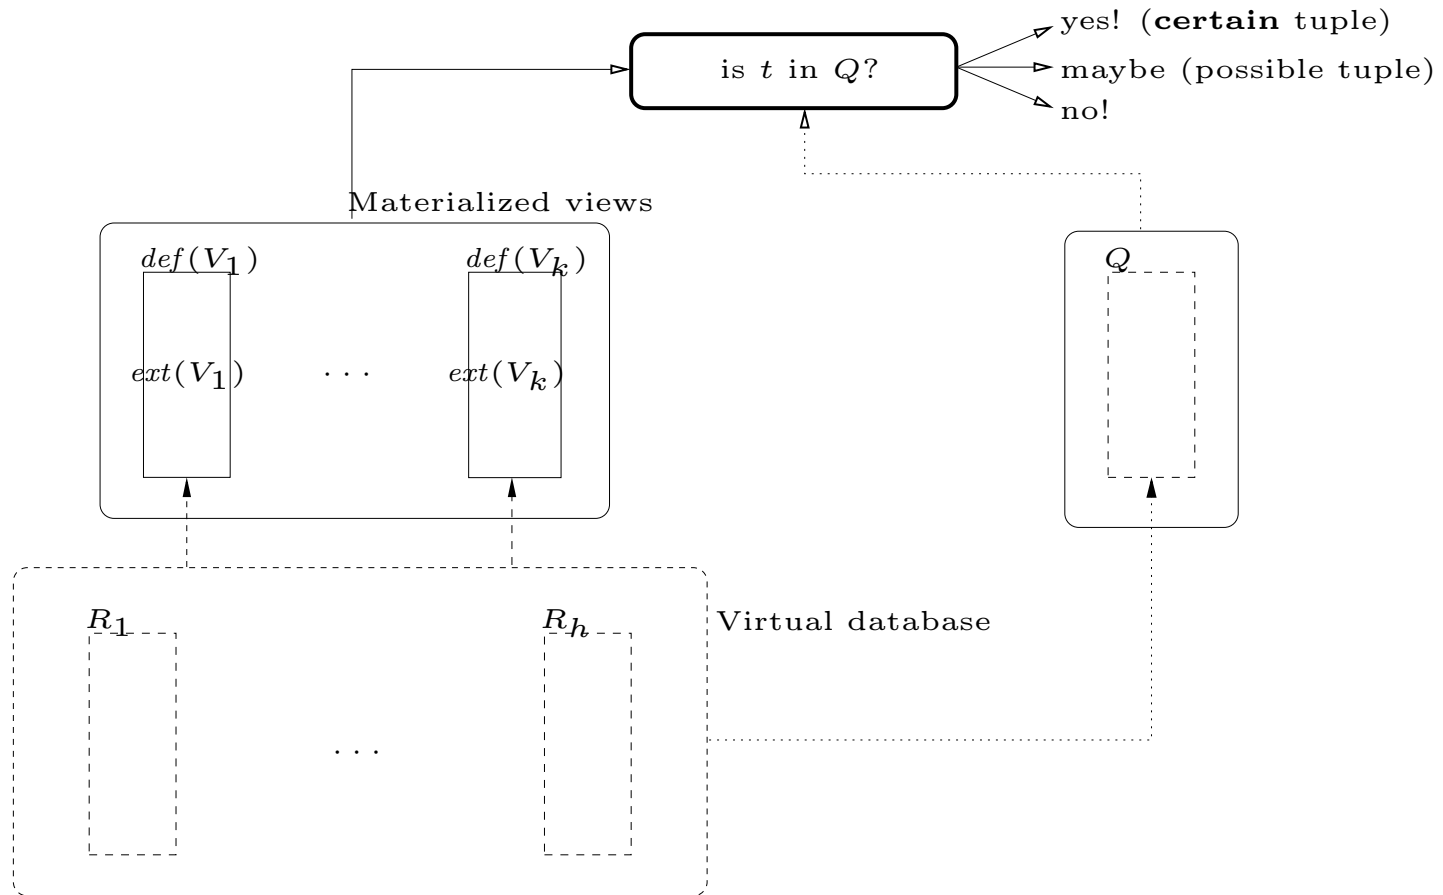 yes! (certain tuple)
is t in Q?
maybe (possible tuple)
no!
Materialized views
def(V1)
def(Vk)
Q
ext(V1)
· · ·
ext(Vk)
R1
Rh
Virtual database
· · ·